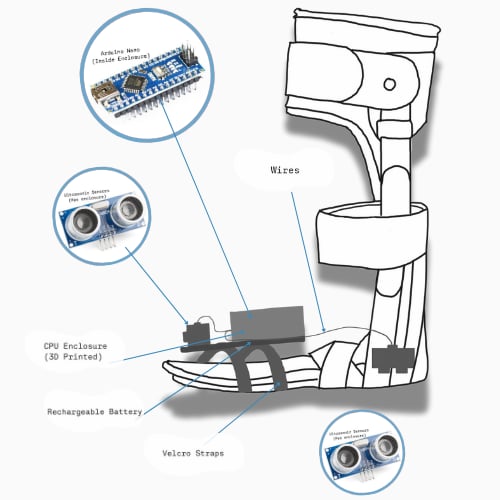 Arduino Nano
(Inside Enclosure)
Wires
Ultrasonic Sensors
(Pet enclosure)
CPU Enclosure
(3D Printed)
Rechargeable Battery
Velcro Straps
Ultrasonic Sensors
(Pet enclosure)